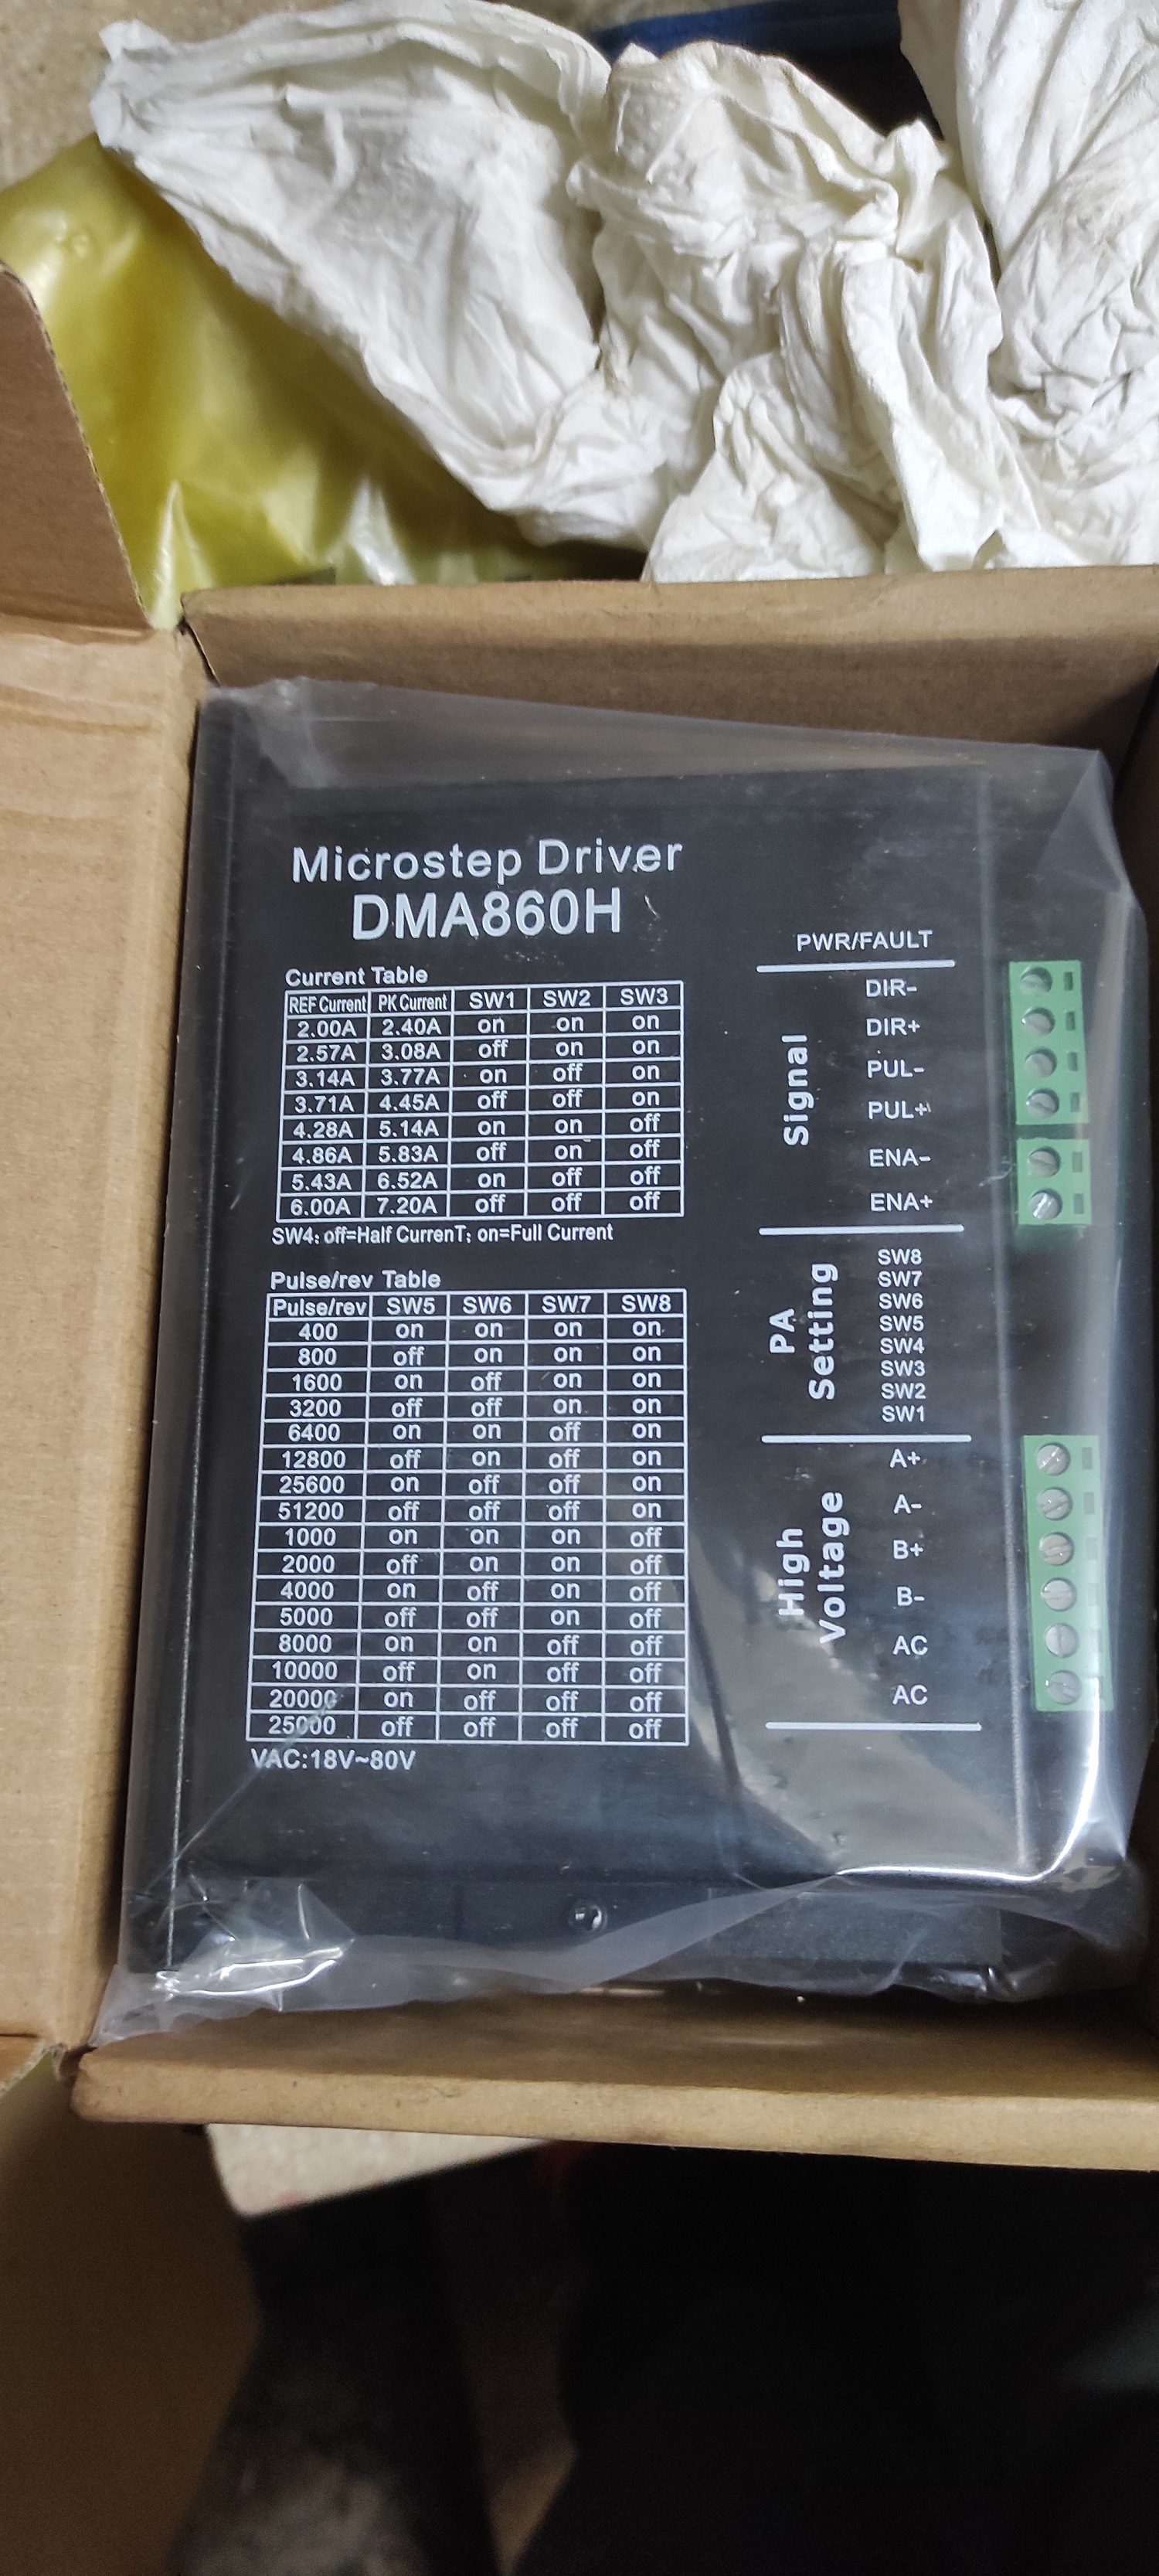 Microstep Driver
DMA860H
Current Table
REF Current PK Current SW1 SW2 SW3
2.00A 2.40A on on on
2.57A 3.08A off on on
3.14A 3.77A on off on
3.71A 4.45A off off on
4.28A 5.14A on on off
4.86A 5.83A off on off
5.43A 6.52A on off off
6.00A 7.20A off off off
SW4: off=Half CurrenT; on=Full Current
Pulse/rev Table
Pulse/rev SW5 SW6 SW7 SW8
400 on on on on
800 off on on on
1600 on off on on
3200 off off on on
6400 on on off on
12800 off on off on
25600 on off off on
51200 off off off on
1000 on on on off
2000 off on on off
4000 on off on off
5000 off off on off
8000 on on off off
10000 off on off off
20000 on off off off
25000 off off off off
VAC:18V~80V
PWR/FAULT
Signal
DIR-
DIR+
PUL-
PUL+
ENA-
ENA+
PA
Setting
SW8
SW7
SW6
SW5
SW4
SW3
SW2
SW1
High
Voltage
A+
A-
B+
B-
AC
AC